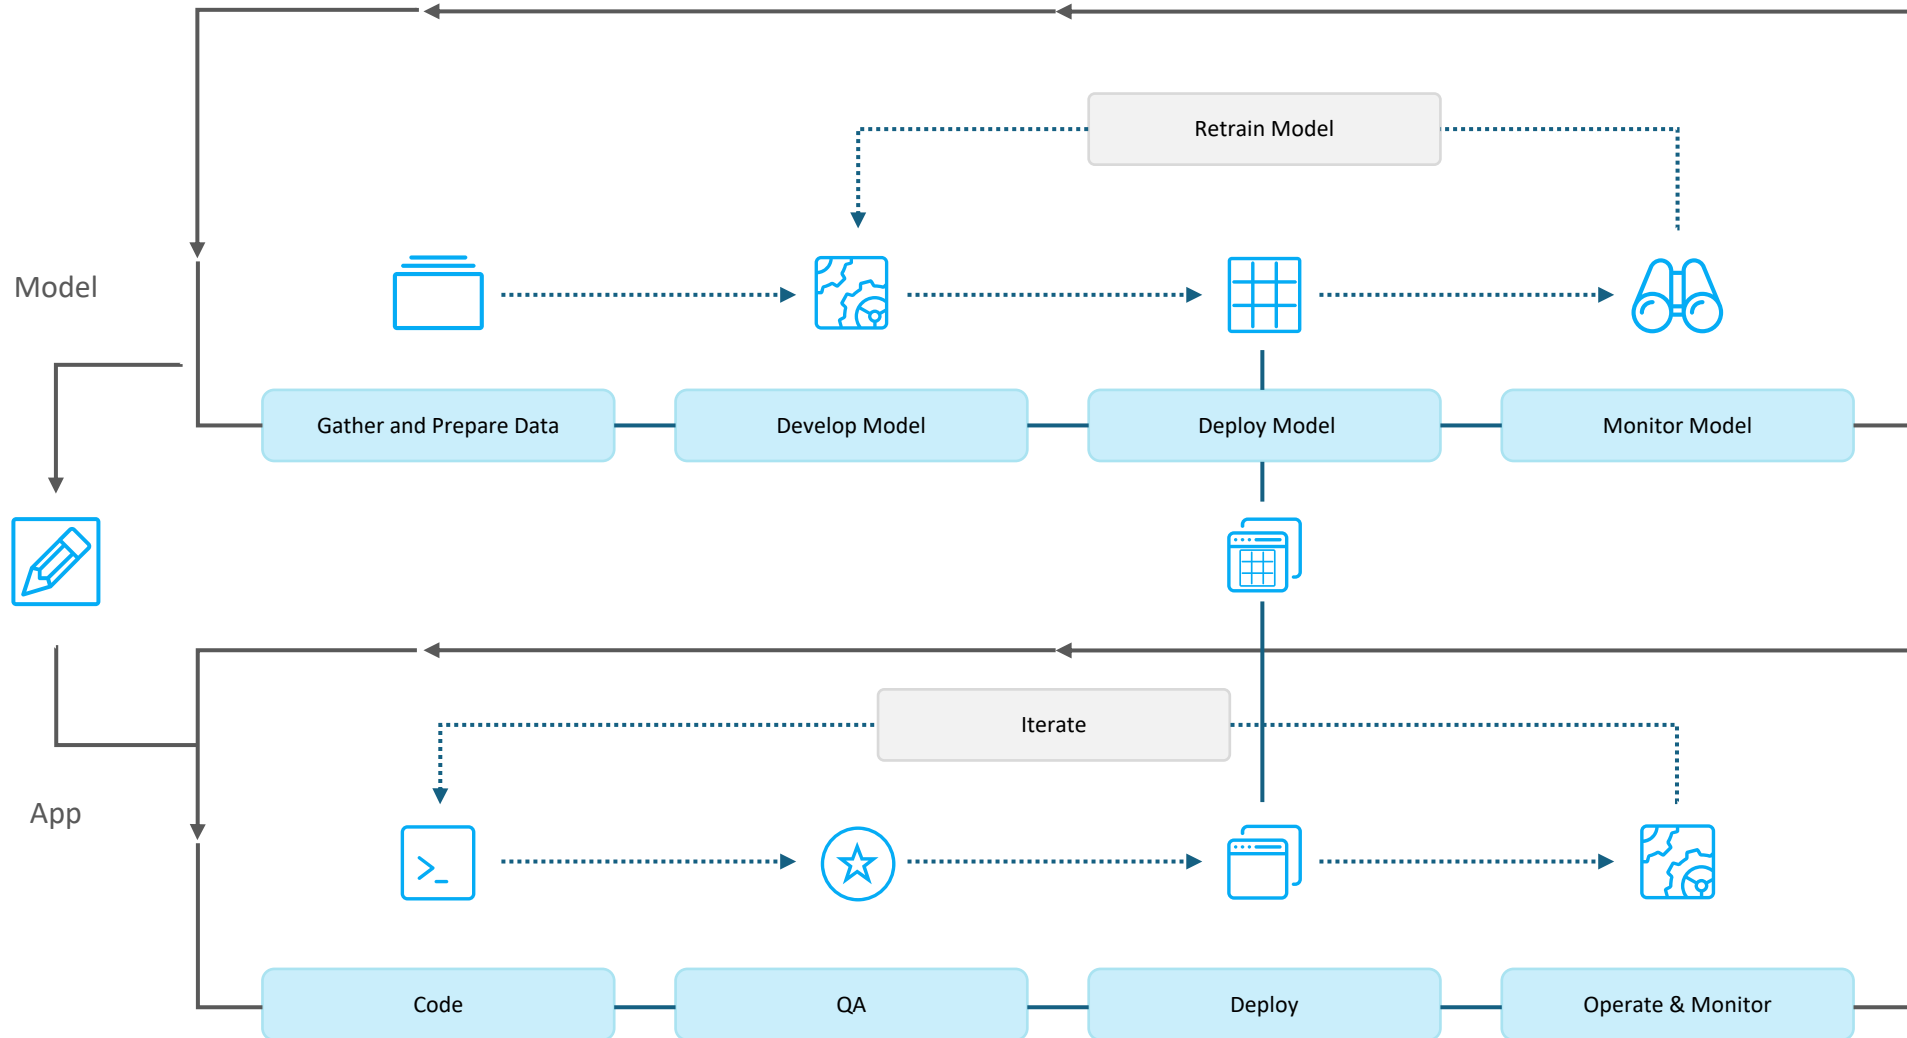 Retrain Model
Model
Gather and Prepare Data
Develop Model
Deploy Model
Monitor Model
Iterate
App
>_
Code
QA
Deploy
Operate & Monitor